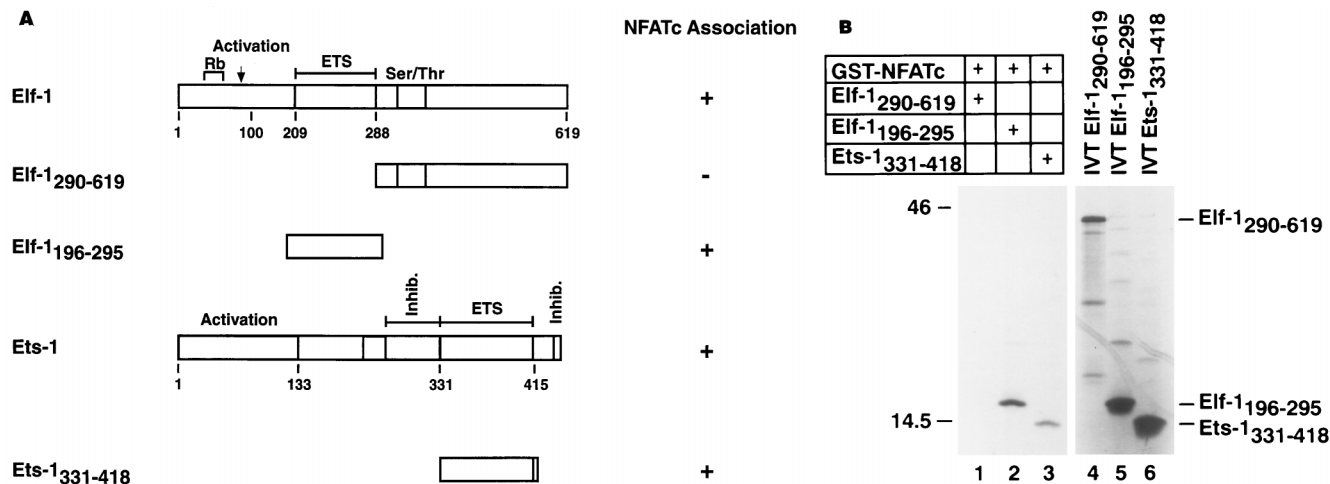 A
NFATc Association
Activation
Rb
ETS
Ser/Thr
Elf-1
+
1 100 209 288 619
Elf-1290-619
-
Elf-1196-295
+
Activation
Inhib.
ETS
Inhib.
Ets-1
+
1 133 331 415
Ets-1331-418
+
B
GST-NFATc + + +
Elf-1290-619 +
Elf-1196-295 +
Ets-1331-418 +
IVT Elf-1290-619
IVT Elf-1196-295
IVT Ets-1331-418
46
14.5
Elf-1290-619
Elf-1196-295
Ets-1331-418
1 2 3 4 5 6